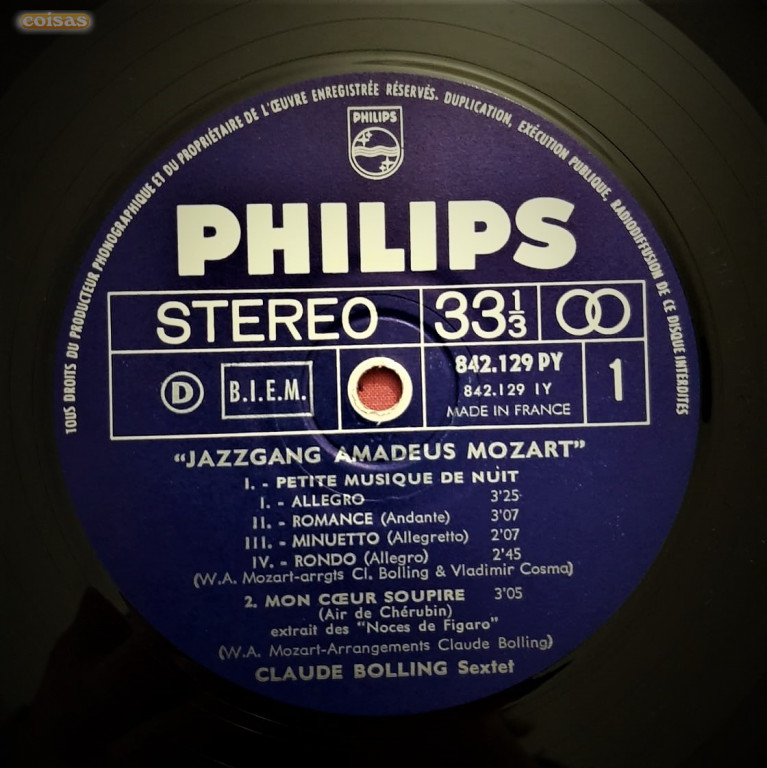 coisas
TOUS DROITS DU PRODUCTEUR PHONOGRAPHIQUE ET DU PROPRIÉTAIRE DE L'ŒUVRE ENREGISTRÉE RÉSERVÉS. DUPLICATION, EXÉCUTION PUBLIQUE, RADIODIFFUSION DE CE DISQUE INTERDITES
PHILIPS
PHILIPS
STEREO 33 1/3
D B.I.E.M. 842.129 PY 1
842.129 1Y
MADE IN FRANCE
"JAZZGANG AMADEUS MOZART"
I. - PETITE MUSIQUE DE NUIT
I. - ALLEGRO 3'25
II. - ROMANCE (Andante) 3'07
III. - MINUETTO (Allegretto) 2'07
IV. - RONDO (Allegro) 2'45
(W.A. Mozart-arrgts Cl. Bolling & Vladimir Cosma)
2. MON CŒUR SOUPIRE 3'05
(Air de Chérubin)
extrait des "Noces de Figaro"
(W.A. Mozart-Arrangements Claude Bolling)
CLAUDE BOLLING Sextet